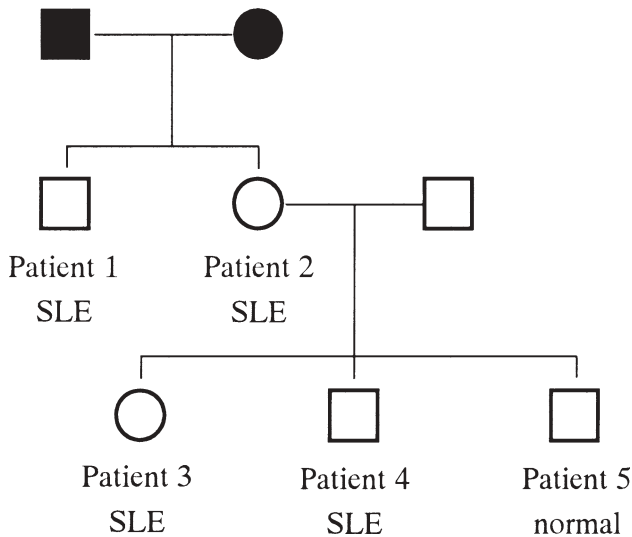 Patient 1
SLE
Patient 2
SLE
Patient 3
SLE
Patient 4
SLE
Patient 5
normal